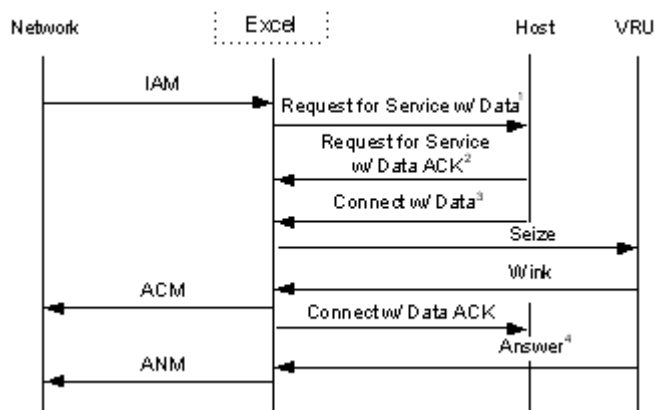 Network Excel Host VRU
IAM
Request for Service w/ Data¹
Request for Service
w/ Data ACK²
Connect w/ Data³
Seize
Wink
ACM
Connect w/ Data ACK
Answer⁴
ANM